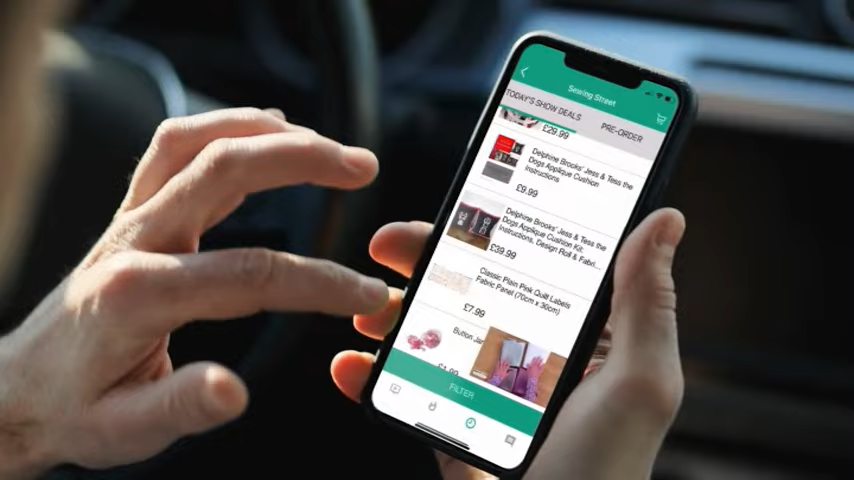 Sewing Street
TODAY'S SHOW DEALS
PRE-ORDER
£29.99
Delphine Brooks' Jess & Tess the
Dogs Applique Cushion
Instructions
£9.99
Delphine Brooks' Jess & Tess the
Dogs Applique Cushion Kit:
Instructions, Design Roll & Fabri...
£39.99
Classic Plain Pink Quilt Labels
Fabric Panel (70cm x 36cm)
£7.99
Button Jar
FILTER